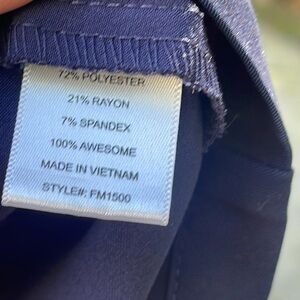 72% POLYESTER
21% RAYON
7% SPANDEX
100% AWESOME
MADE IN VIETNAM
STYLE#: FM1500